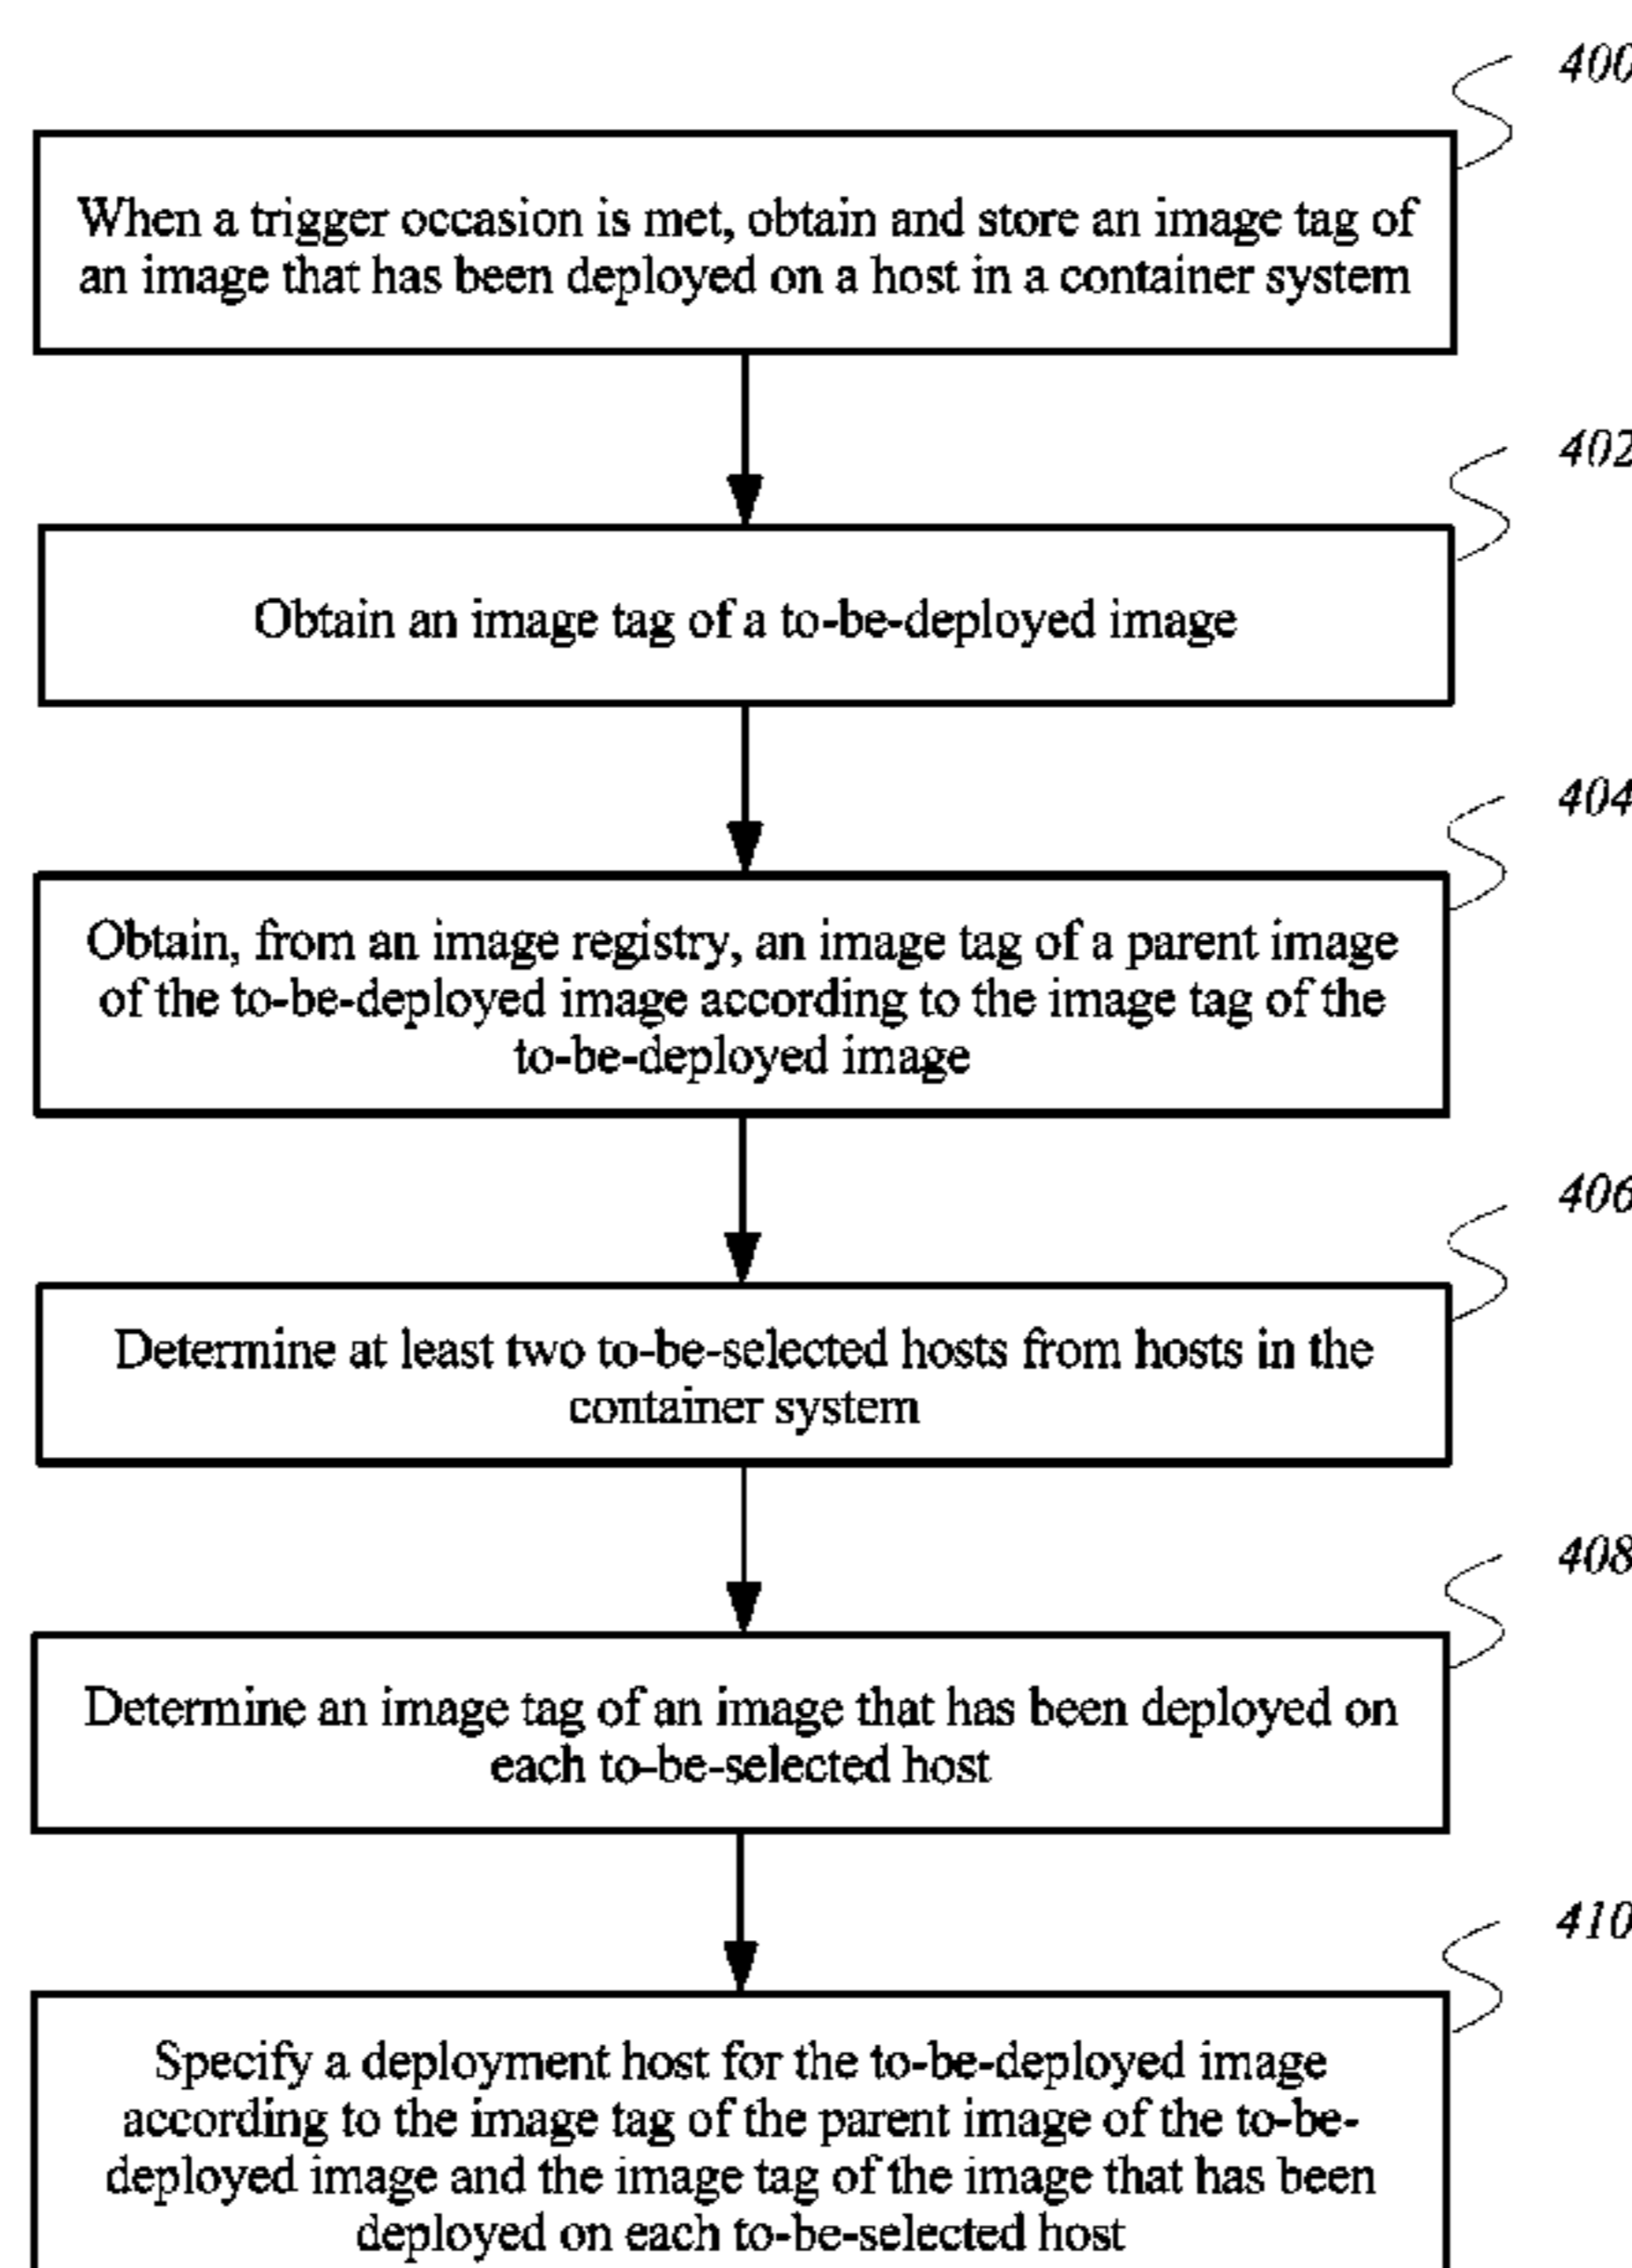 400
When a trigger occasion is met, obtain and store an image tag of
an image that has been deployed on a host in a container system
402
Obtain an image tag of a to-be-deployed image
404
Obtain, from an image registry, an image tag of a parent image
of the to-be-deployed image according to the image tag of the
to-be-deployed image
406
Determine at least two to-be-selected hosts from hosts in the
container system
408
Determine an image tag of an image that has been deployed on
each to-be-selected host
410
Specify a deployment host for the to-be-deployed image
according to the image tag of the parent image of the to-be-
deployed image and the image tag of the image that has been
deployed on each to-be-selected host